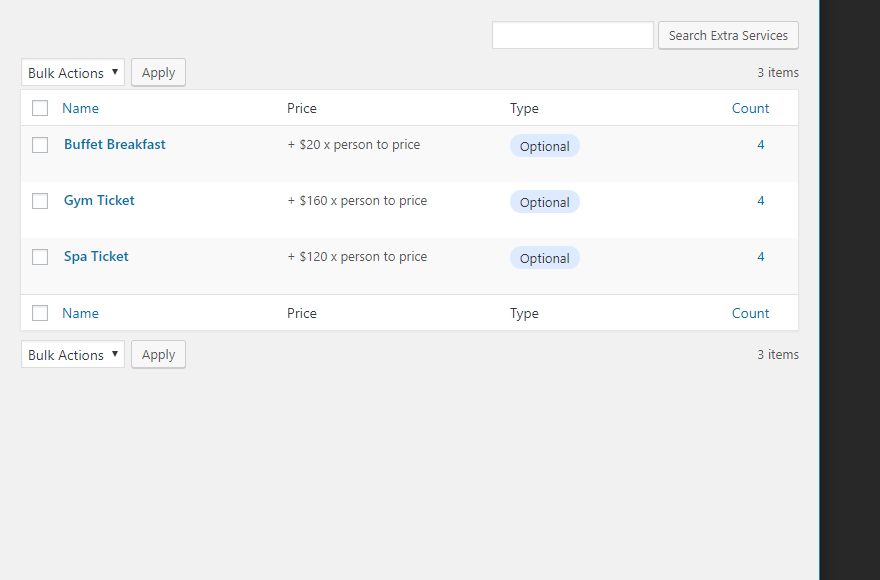 Search Extra Services
Bulk Actions Apply 3 items
Name Price Type Count
Buffet Breakfast + $20 x person to price Optional 4
Gym Ticket + $160 x person to price Optional 4
Spa Ticket + $120 x person to price Optional 4
Name Price Type Count
Bulk Actions Apply 3 items